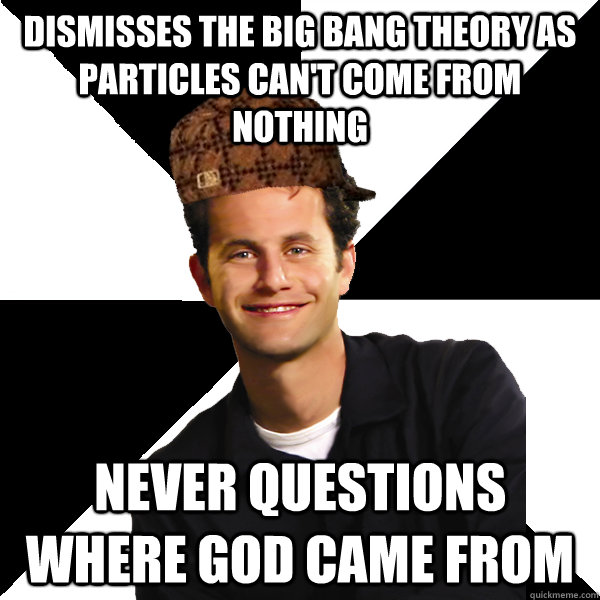 DISMISSES THE BIG BANG THEORY AS
PARTICLES CAN'T COME FROM
NOTHING
NEVER QUESTIONS
WHERE GOD CAME FROM
quickmeme.com